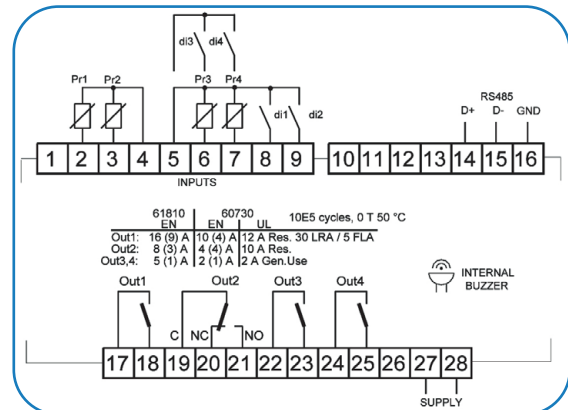 di3 di4
Pr1 Pr2 Pr3 Pr4
di1 di2
RS485
D+ D- GND
1 2 3 4 5 6 7 8 9 10 11 12 13 14 15 16
INPUTS
61810 60730 10E5 cycles, 0 T 50 °C
EN EN UL
Out1: 16 (9) A 10 (4) A 12 A Res. 30 LRA / 5 FLA
Out2: 8 (3) A 4 (4) A 10 A Res.
Out3,4: 5 (1) A 2 (1) A 2 A Gen.Use
INTERNAL
BUZZER
Out1 Out2 Out3 Out4
C NC NO
17 18 19 20 21 22 23 24 25 26 27 28
SUPPLY